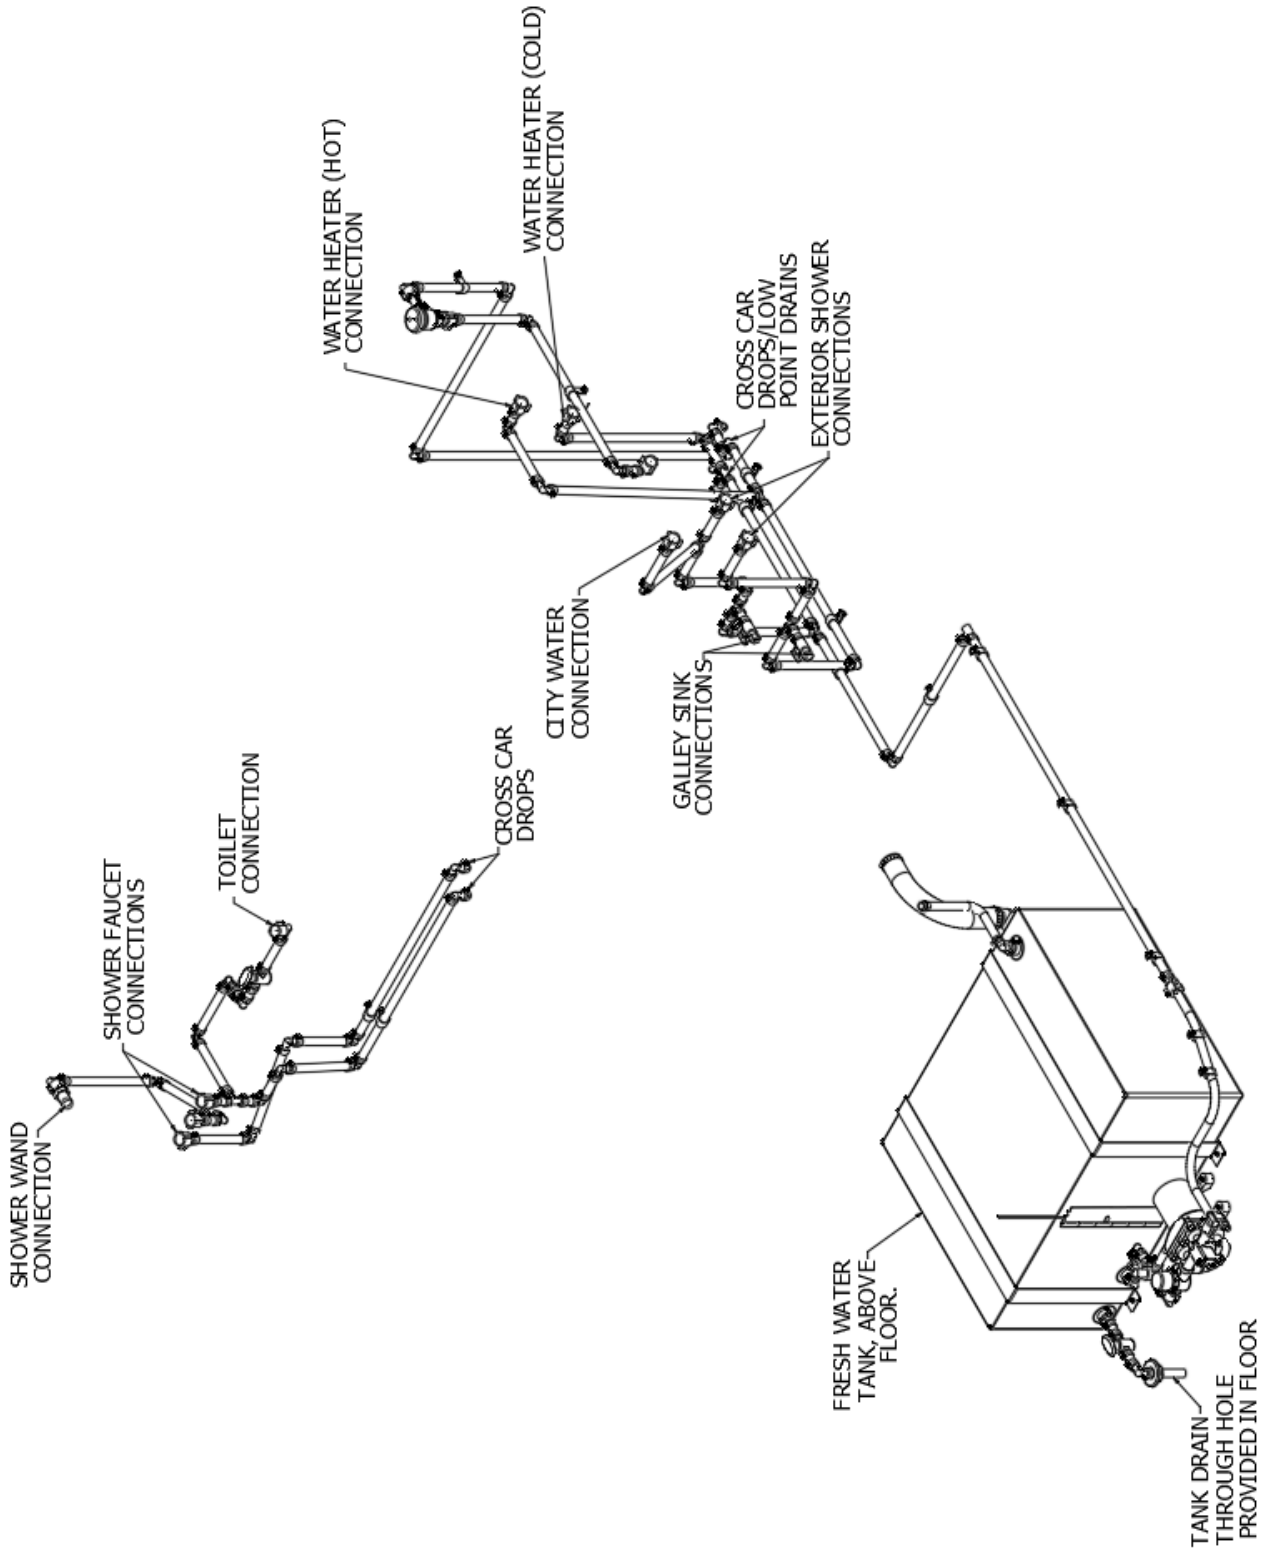 SHOWER WAND
CONNECTION
SHOWER FAUCET
CONNECTIONS
TOILET
CONNECTION
CROSS CAR
DROPS
WATER HEATER (HOT)
CONNECTION
WATER HEATER (COLD)
CONNECTION
CITY WATER
CONNECTION
GALLEY SINK
CONNECTIONS
CROSS CAR
DROPS/LOW
POINT DRAINS
EXTERIOR SHOWER
CONNECTIONS
FRESH WATER
TANK, ABOVE
FLOOR.
TANK DRAIN
THROUGH HOLE
PROVIDED IN FLOOR